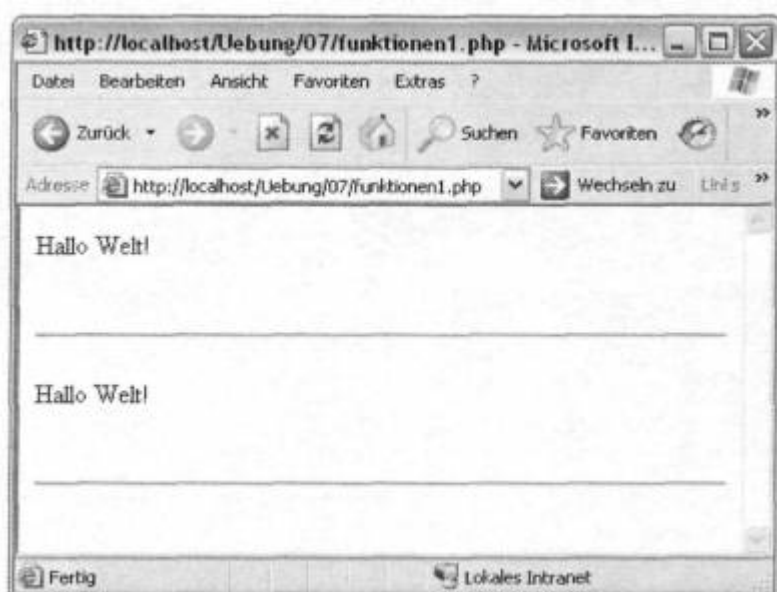 http://localhost/Uebung/07/funktionen1.php - Microsoft I...
Datei Bearbeiten Ansicht Favoriten Extras ?
Zurück Suchen Favoriten »
Adresse http://localhost/Uebung/07/funktionen1.php Wechseln zu Links »
Hallo Welt!
Hallo Welt!
Fertig Lokales Intranet